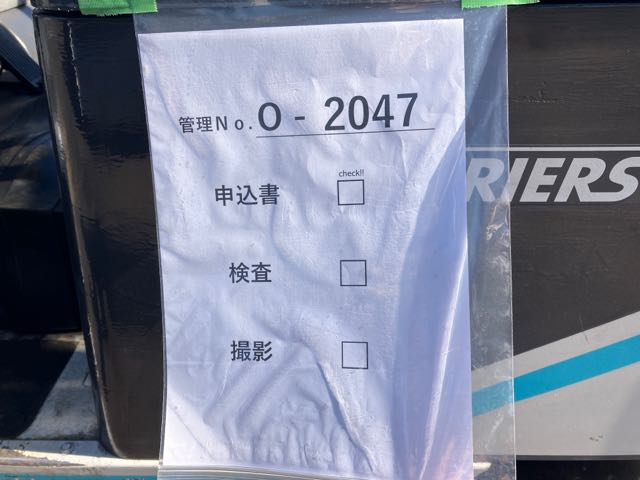 管理No. O - 2047
check!!
申込書 □
検査 □
撮影 □
RIERS